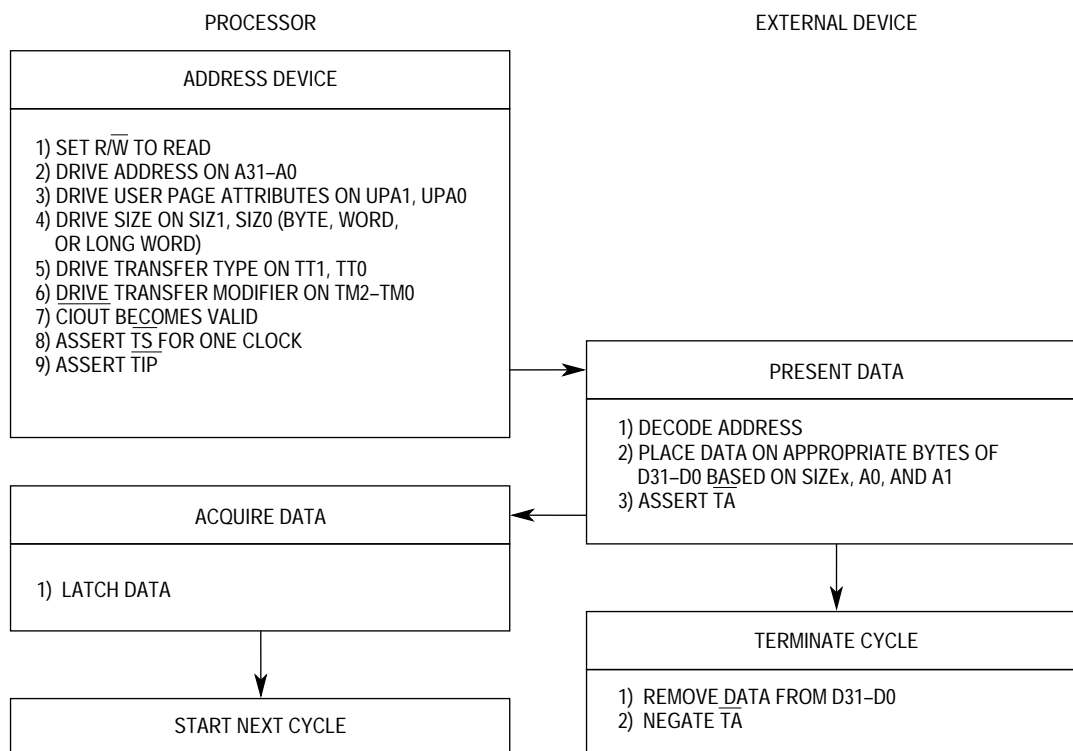 PROCESSOR
EXTERNAL DEVICE
ADDRESS DEVICE
1) SET R/W̅ TO READ
2) DRIVE ADDRESS ON A31–A0
3) DRIVE USER PAGE ATTRIBUTES ON UPA1, UPA0
4) DRIVE SIZE ON SIZ1, SIZ0 (BYTE, WORD,
OR LONG WORD)
5) DRIVE TRANSFER TYPE ON TT1, TT0
6) DRIVE TRANSFER MODIFIER ON TM2–TM0
7) C̅I̅O̅U̅T̅ BECOMES VALID
8) ASSERT T̅S̅ FOR ONE CLOCK
9) ASSERT T̅I̅P̅
PRESENT DATA
1) DECODE ADDRESS
2) PLACE DATA ON APPROPRIATE BYTES OF
D31–D0 BASED ON SIZEx, A0, AND A1
3) ASSERT T̅A̅
ACQUIRE DATA
1) LATCH DATA
TERMINATE CYCLE
1) REMOVE DATA FROM D31–D0
2) NEGATE T̅A̅
START NEXT CYCLE